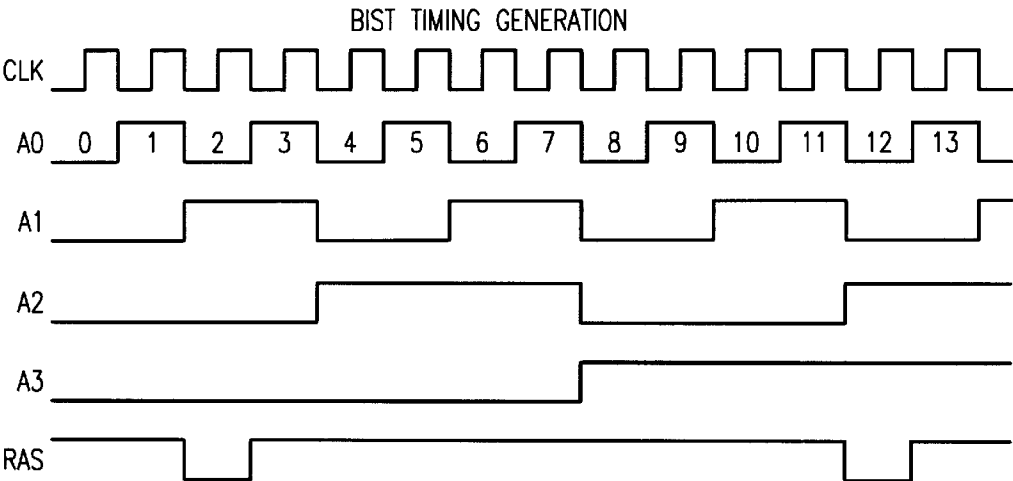 BIST TIMING GENERATION
CLK
A0 0 1 2 3 4 5 6 7 8 9 10 11 12 13
A1
A2
A3
RAS